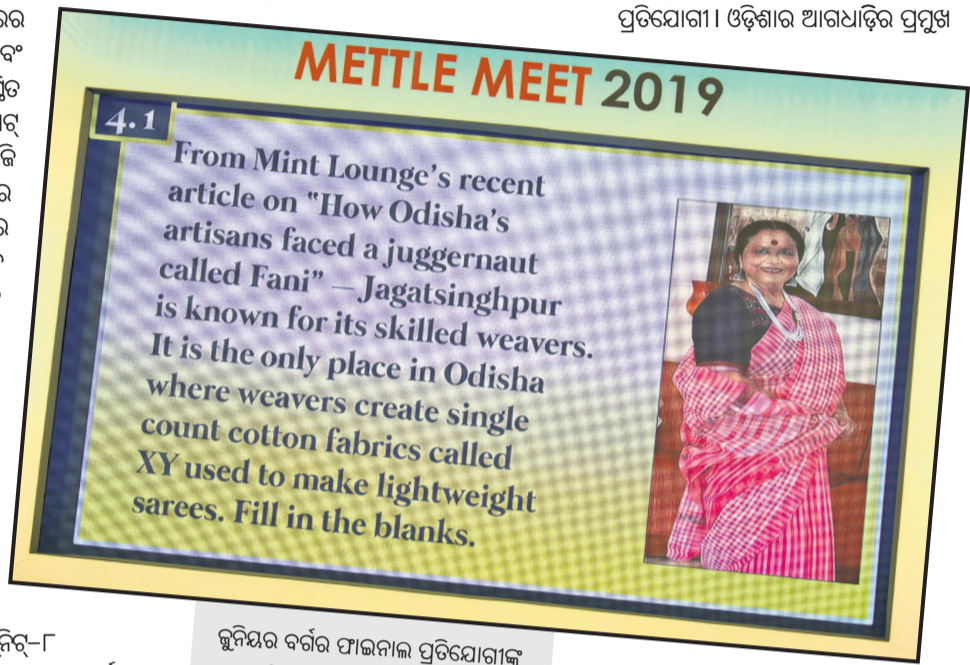 ପ୍ରତିଯୋଗୀ। ଓଡ଼ିଶାର ଆଗଧାଡ଼ିର ପ୍ରମୁଖ
METTLE MEET 2019
4.1
From Mint Lounge's recent
article on "How Odisha's
artisans faced a juggernaut
called Fani" – Jagatsinghpur
is known for its skilled weavers.
It is the only place in Odisha
where weavers create single
count cotton fabrics called
XY used to make lightweight
sarees. Fill in the blanks.
ଜୁନିୟର ବର୍ଗର ଫାଇନାଲ ପ୍ରତିଯୋଗୀଙ୍କ